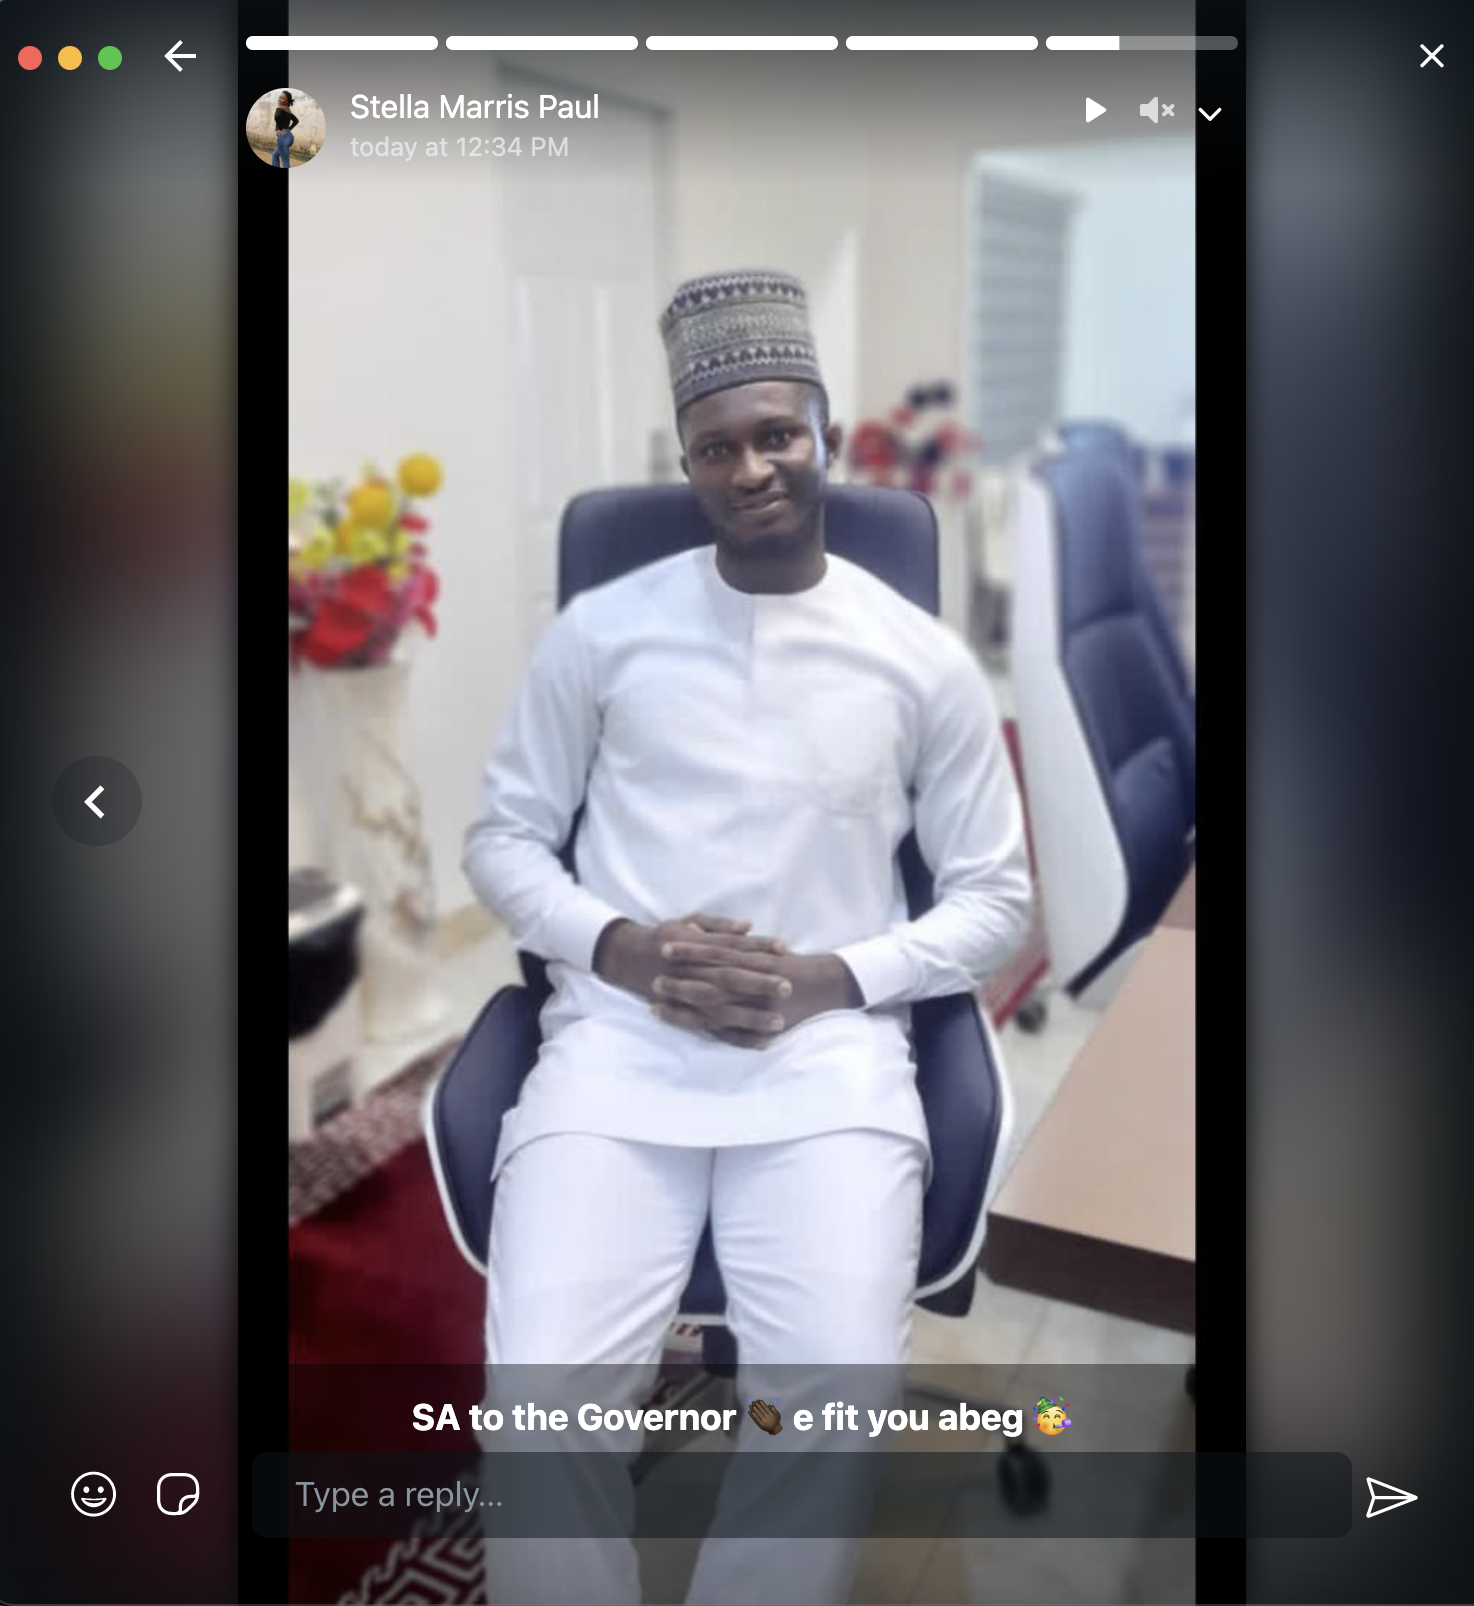 Stella Marris Paul
today at 12:34 PM
SA to the Governor 👏🏿 e fit you abeg 🥳
Type a reply...